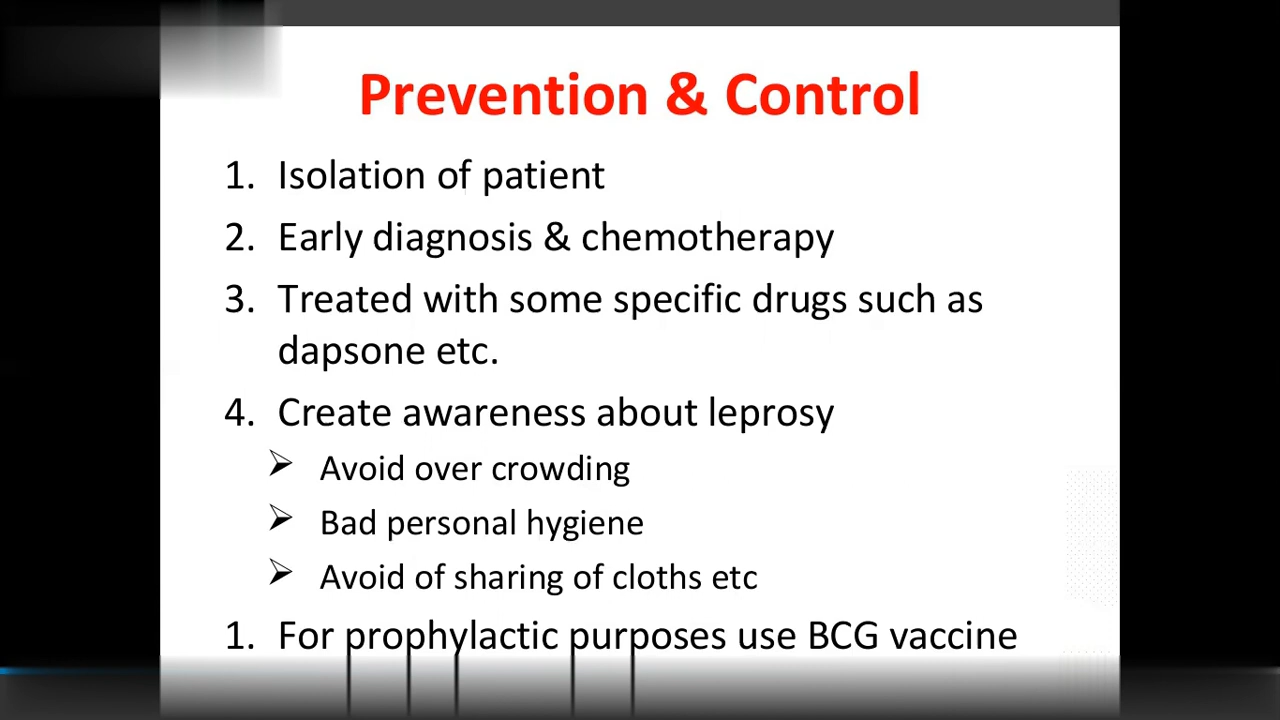 Prevention & Control
1. Isolation of patient
2. Early diagnosis & chemotherapy
3. Treated with some specific drugs such as
dapsone etc.
4. Create awareness about leprosy
➢ Avoid over crowding
➢ Bad personal hygiene
➢ Avoid of sharing of cloths etc
1. For prophylactic purposes use BCG vaccine